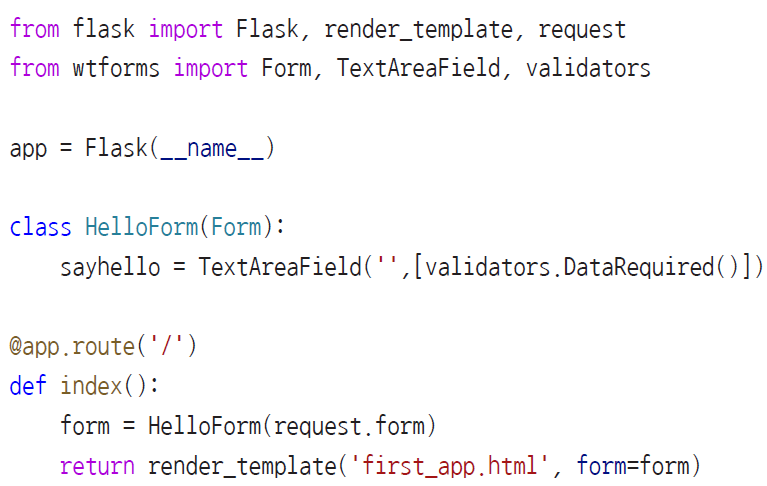 from flask import Flask, render_template, request
from wtforms import Form, TextAreaField, validators

app = Flask(__name__)

class HelloForm(Form):
    sayhello = TextAreaField('',[validators.DataRequired()])

@app.route('/')
def index():
    form = HelloForm(request.form)
    return render_template('first_app.html', form=form)